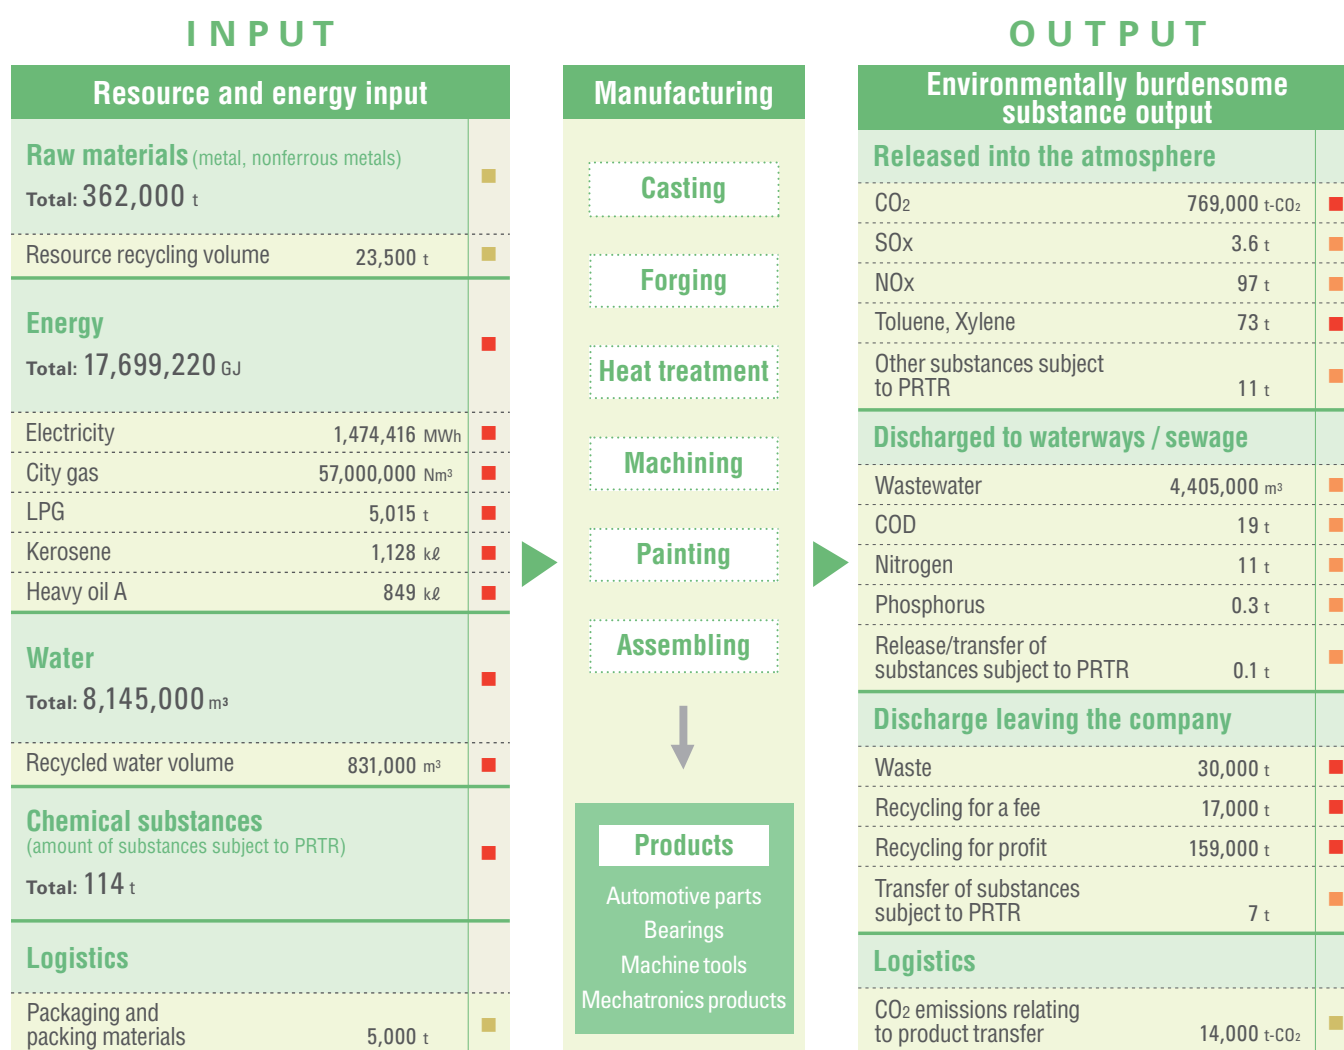 INPUT
Resource and energy input
Raw materials (metal, nonferrous metals)
Total: 362,000 t
Resource recycling volume 23,500 t
Energy
Total: 17,699,220 GJ
Electricity 1,474,416 MWh
City gas 57,000,000 Nm³
LPG 5,015 t
Kerosene 1,128 kℓ
Heavy oil A 849 kℓ
Water
Total: 8,145,000 m³
Recycled water volume 831,000 m³
Chemical substances
(amount of substances subject to PRTR)
Total: 114 t
Logistics
Packaging and
packing materials 5,000 t
Manufacturing
Casting
Forging
Heat treatment
Machining
Painting
Assembling
Products
Automotive parts
Bearings
Machine tools
Mechatronics products
OUTPUT
Environmentally burdensome
substance output
Released into the atmosphere
CO₂ 769,000 t-CO₂
SOx 3.6 t
NOx 97 t
Toluene, Xylene 73 t
Other substances subject
to PRTR 11 t
Discharged to waterways / sewage
Wastewater 4,405,000 m³
COD 19 t
Nitrogen 11 t
Phosphorus 0.3 t
Release/transfer of
substances subject to PRTR 0.1 t
Discharge leaving the company
Waste 30,000 t
Recycling for a fee 17,000 t
Recycling for profit 159,000 t
Transfer of substances
subject to PRTR 7 t
Logistics
CO₂ emissions relating
to product transfer 14,000 t-CO₂